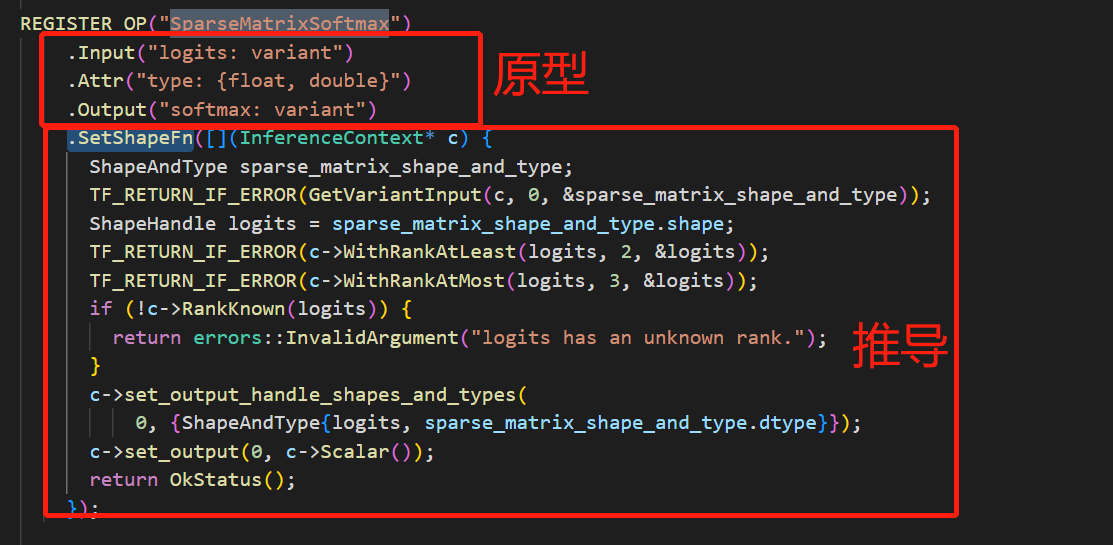 REGISTER_OP("SparseMatrixSoftmax")
.Input("logits: variant")
.Attr("type: {float, double}")
.Output("softmax: variant")
原型
.SetShapeFn([](InferenceContext* c) {
ShapeAndType sparse_matrix_shape_and_type;
TF_RETURN_IF_ERROR(GetVariantInput(c, 0, &sparse_matrix_shape_and_type));
ShapeHandle logits = sparse_matrix_shape_and_type.shape;
TF_RETURN_IF_ERROR(c->WithRankAtLeast(logits, 2, &logits));
TF_RETURN_IF_ERROR(c->WithRankAtMost(logits, 3, &logits));
if (!c->RankKnown(logits)) {
return errors::InvalidArgument("logits has an unknown rank.");
}
推导
c->set_output_handle_shapes_and_types(
0, {ShapeAndType{logits, sparse_matrix_shape_and_type.dtype}});
c->set_output(0, c->Scalar());
return OkStatus();
});